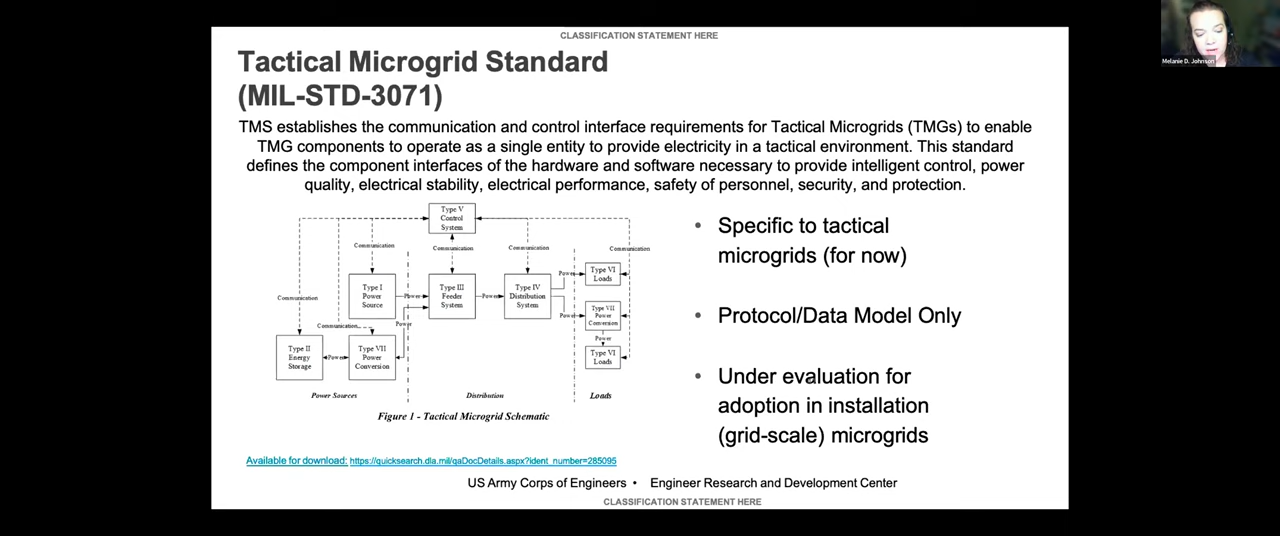 CLASSIFICATION STATEMENT HERE
Tactical Microgrid Standard
(MIL-STD-3071)
TMS establishes the communication and control interface requirements for Tactical Microgrids (TMGs) to enable
TMG components to operate as a single entity to provide electricity in a tactical environment. This standard
defines the component interfaces of the hardware and software necessary to provide intelligent control, power
quality, electrical stability, electrical performance, safety of personnel, security, and protection.
Type V
Control
System
Communication
Communication
Communication
Communication
Type I
Power
Source
Power
Type III
Feeder
System
Power
Type IV
Distribution
System
Power
Type VI
Loads
Communication
Communication
Power
Power
Type VII
Power
Conversion
Power
Type VI
Loads
Type II
Energy
Storage
Power
Type VII
Power
Conversion
Power Sources
Distribution
Loads
Figure 1 - Tactical Microgrid Schematic
• Specific to tactical
microgrids (for now)
• Protocol/Data Model Only
• Under evaluation for
adoption in installation
(grid-scale) microgrids
Available for download: https://quicksearch.dla.mil/qaDocDetails.aspx?ident_number=285095
US Army Corps of Engineers • Engineer Research and Development Center
CLASSIFICATION STATEMENT HERE
Melanie D. Johnson